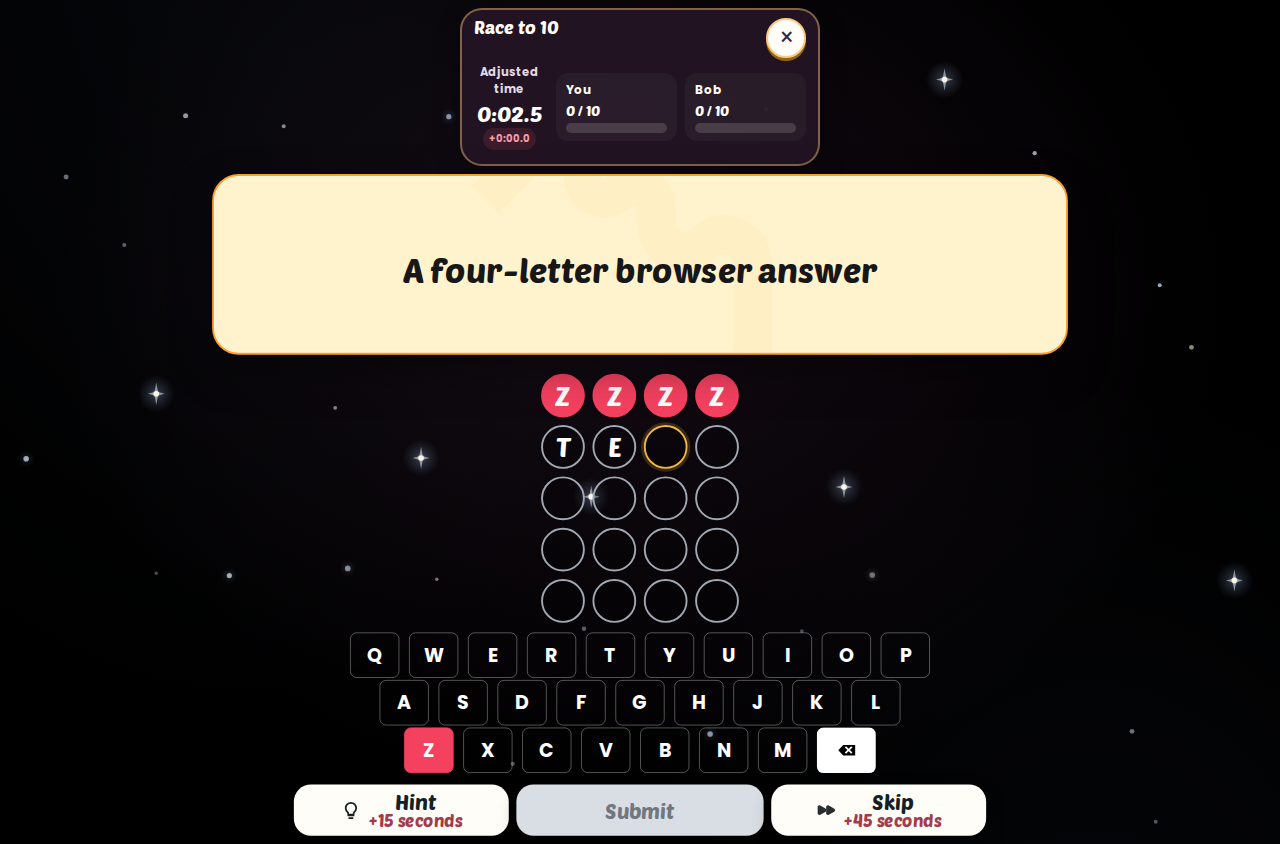 Race to 10
×
Adjusted
time
0:02.5
+0:00.0
You
0 / 10
Bob
0 / 10
A four-letter browser answer
Z Z Z Z
T E
Q W E R T Y U I O P
A S D F G H J K L
Z X C V B N M
Hint
+15 seconds
Submit
Skip
+45 seconds